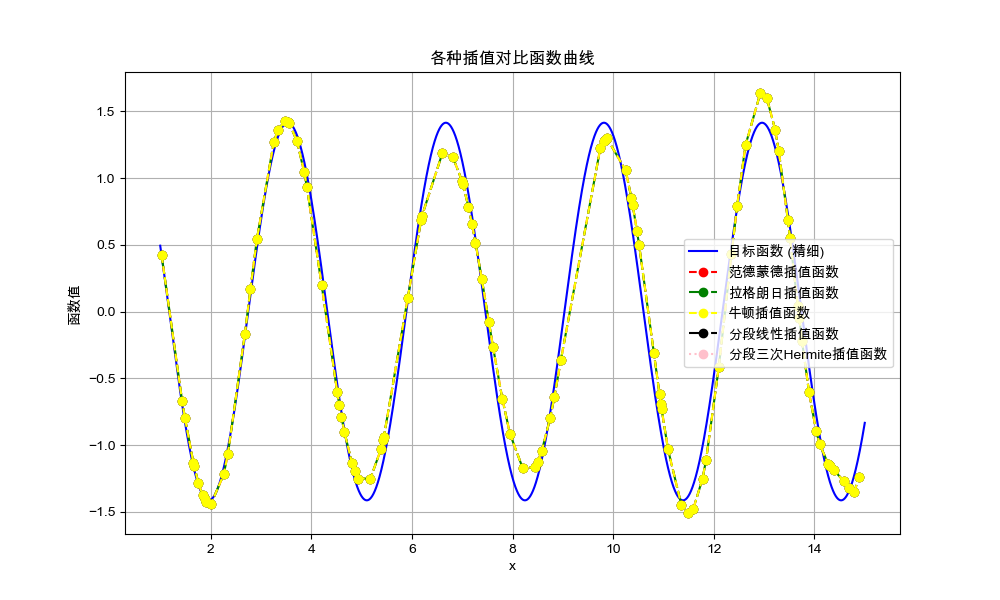 各种插值对比函数曲线
函数值
1.5
1.0
0.5
0.0
−0.5
−1.0
−1.5
目标函数 (精细)
范德蒙德插值函数
拉格朗日插值函数
牛顿插值函数
分段线性插值函数
分段三次Hermite插值函数
2 4 6 8 10 12 14
x